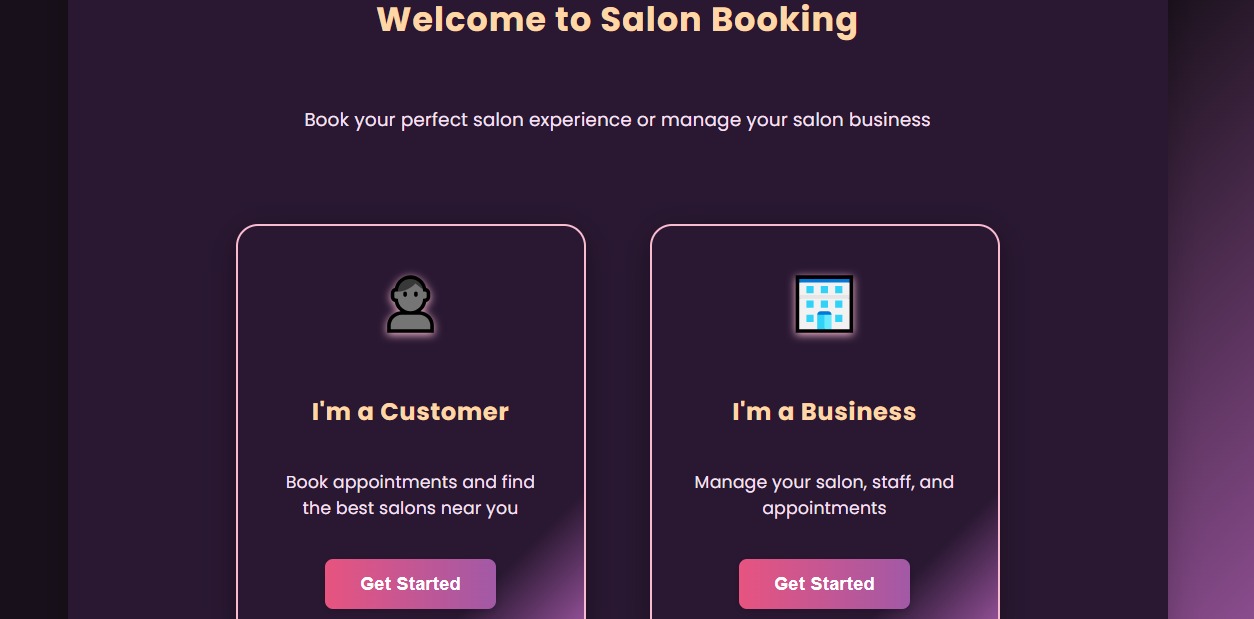 Welcome to Salon Booking
Book your perfect salon experience or manage your salon business
I'm a Customer
Book appointments and find
the best salons near you
Get Started
I'm a Business
Manage your salon, staff, and
appointments
Get Started